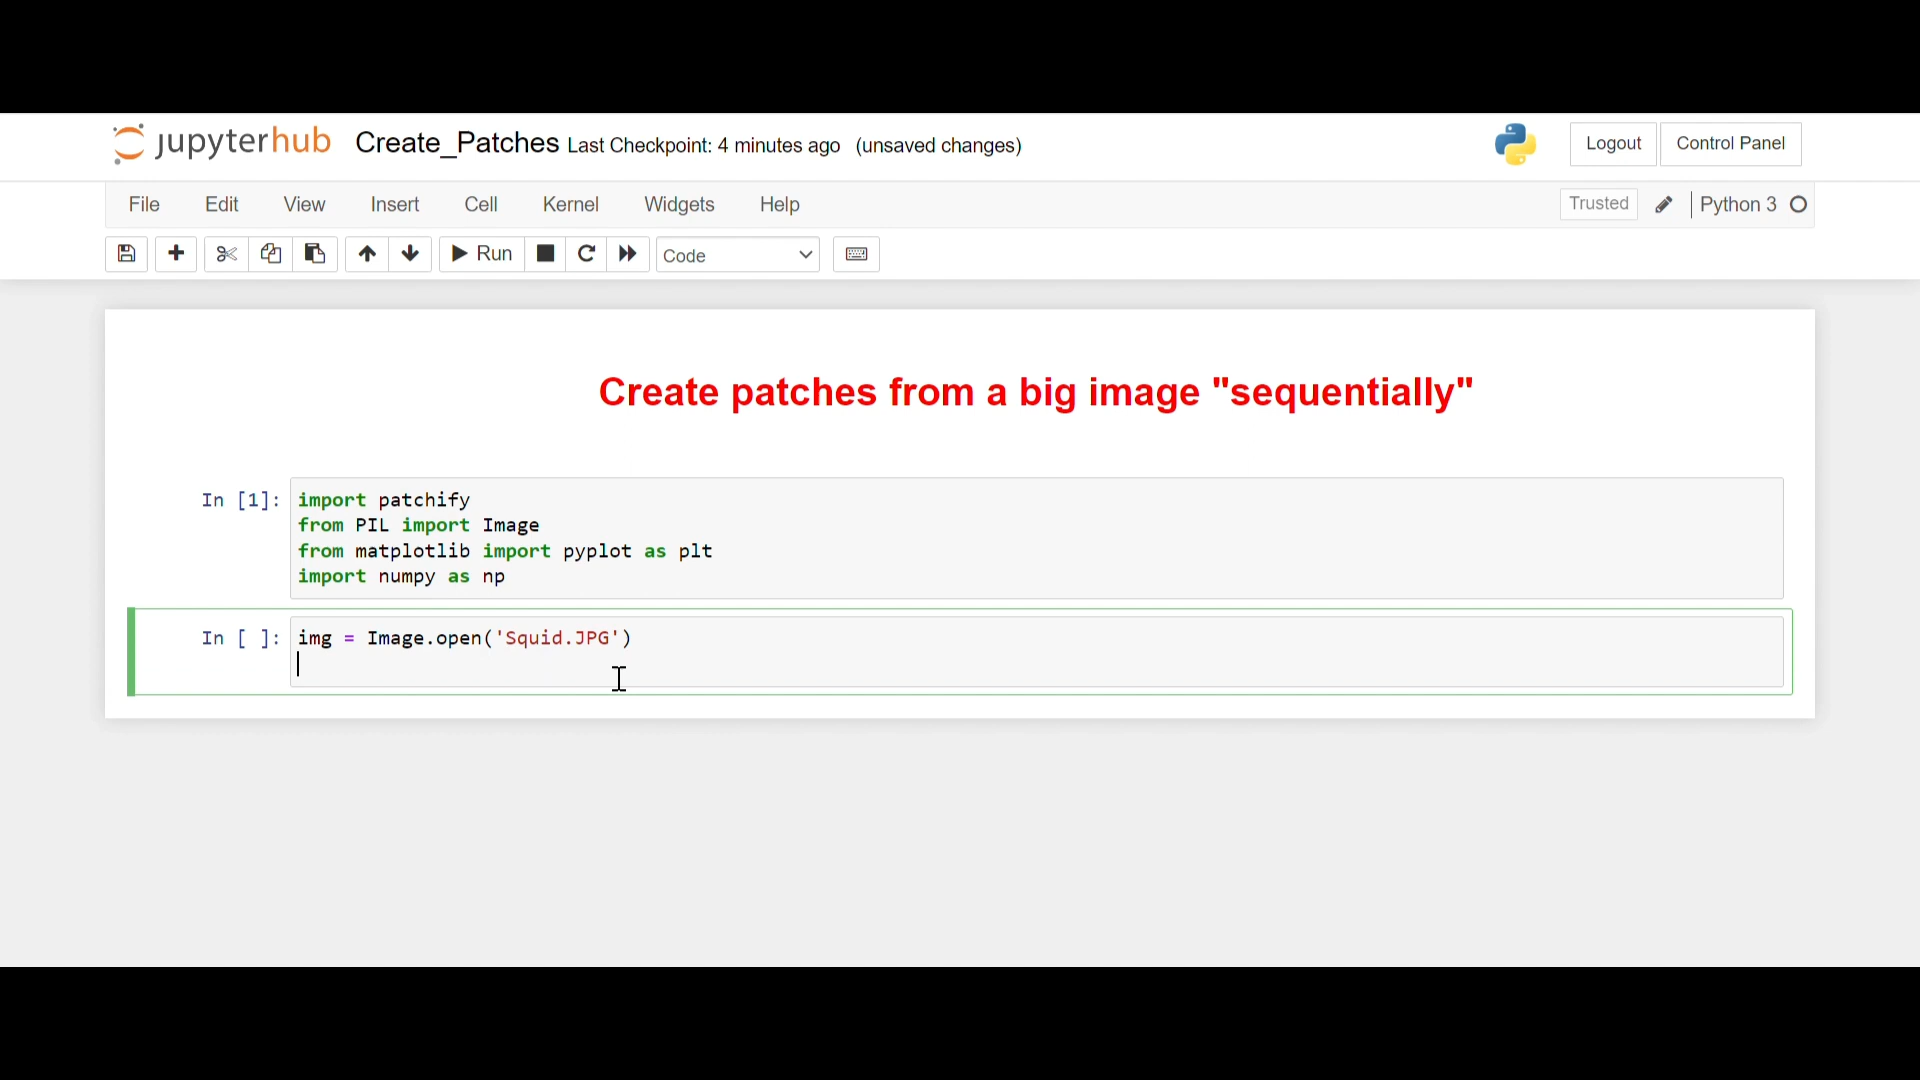 jupyterhub Create_Patches Last Checkpoint: 4 minutes ago (unsaved changes) Logout Control Panel
File Edit View Insert Cell Kernel Widgets Help Trusted Python 3
Run Code
Create patches from a big image "sequentially"
In [1]: import patchify
from PIL import Image
from matplotlib import pyplot as plt
import numpy as np
In [ ]: img = Image.open('Squid.JPG')